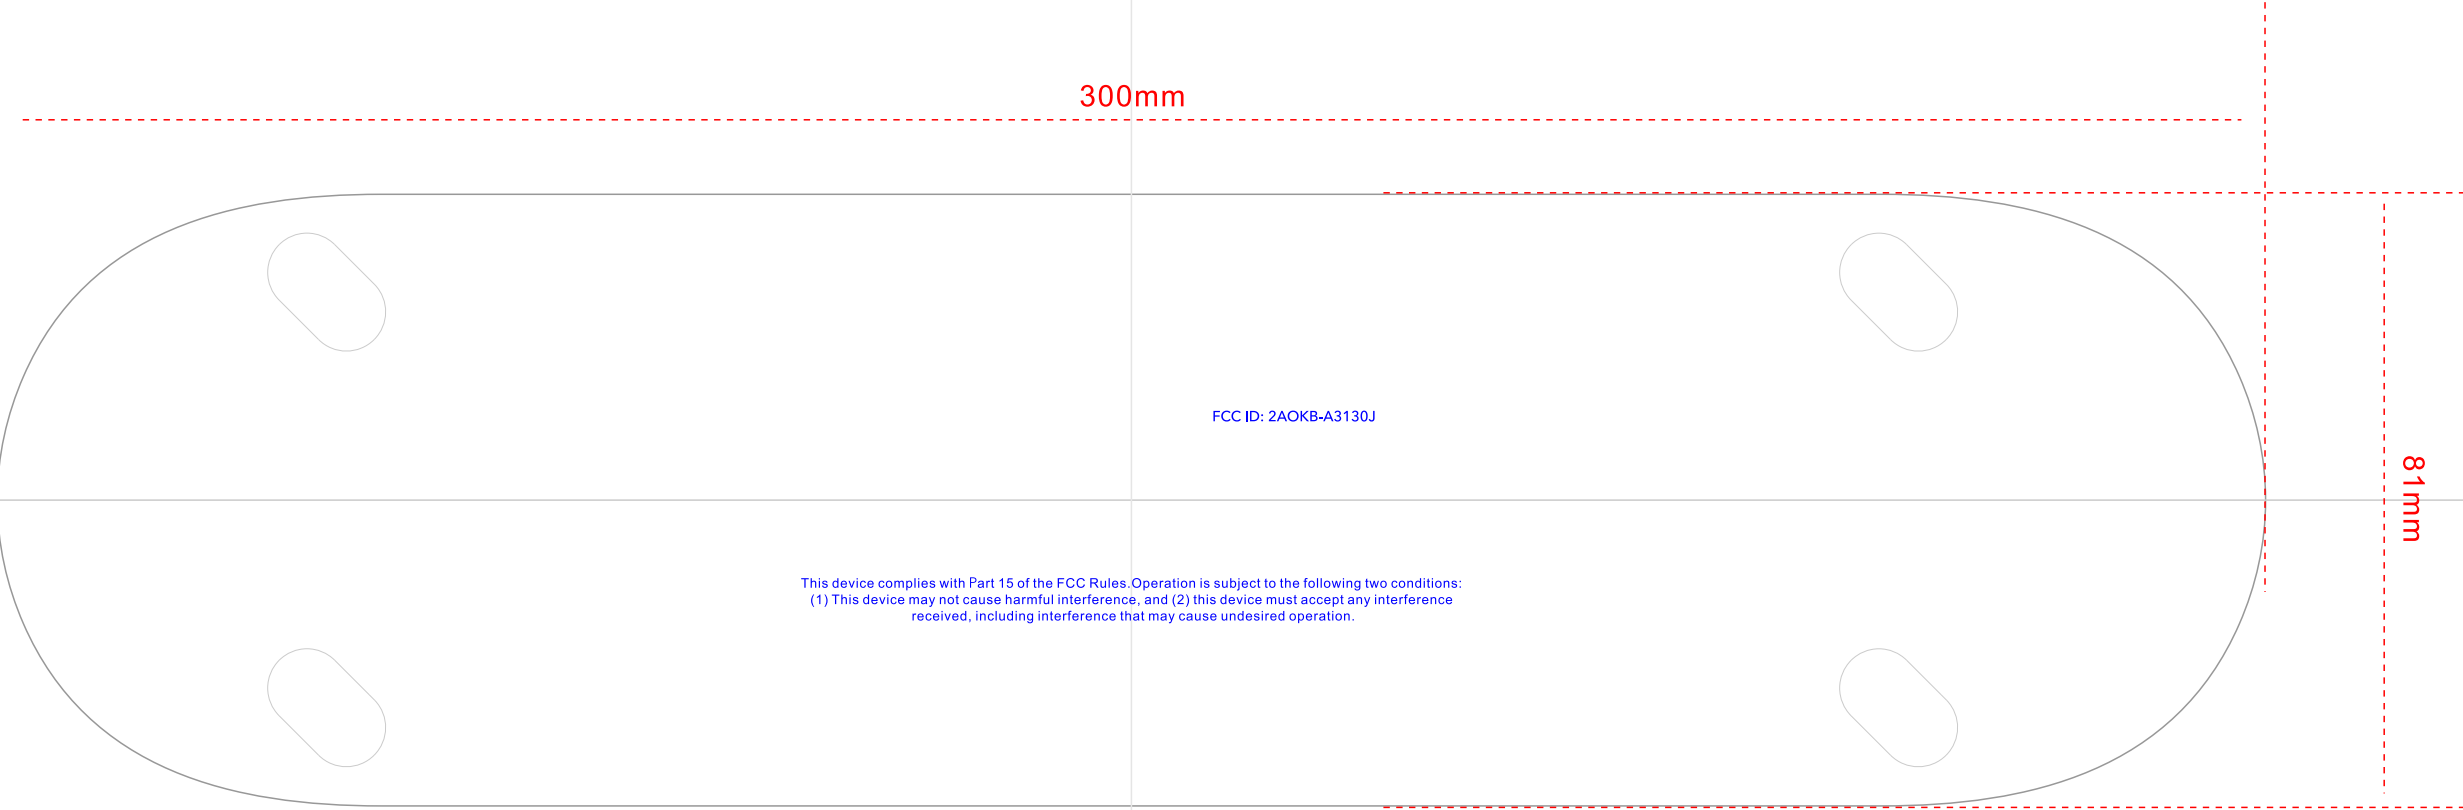 300mm
FCC ID: 2AOKB-A3130J
81mm
This device complies with Part 15 of the FCC Rules.Operation is subject to the following two conditions:
(1) This device may not cause harmful interference, and (2) this device must accept any interference
received, including interference that may cause undesired operation.